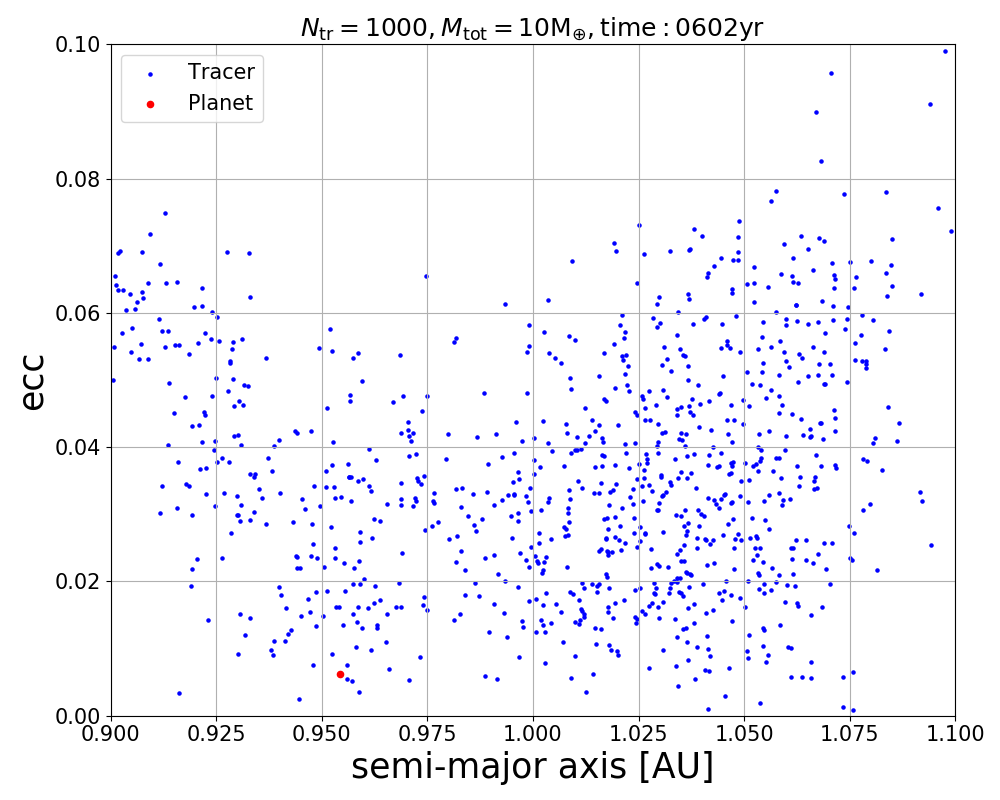 N_tr = 1000, M_tot = 10M_⊕, time : 0602yr
0.10
Tracer
Planet
0.08
0.06
ecc
0.04
0.02
0.00
0.900 0.925 0.950 0.975 1.000 1.025 1.050 1.075 1.100
semi-major axis [AU]